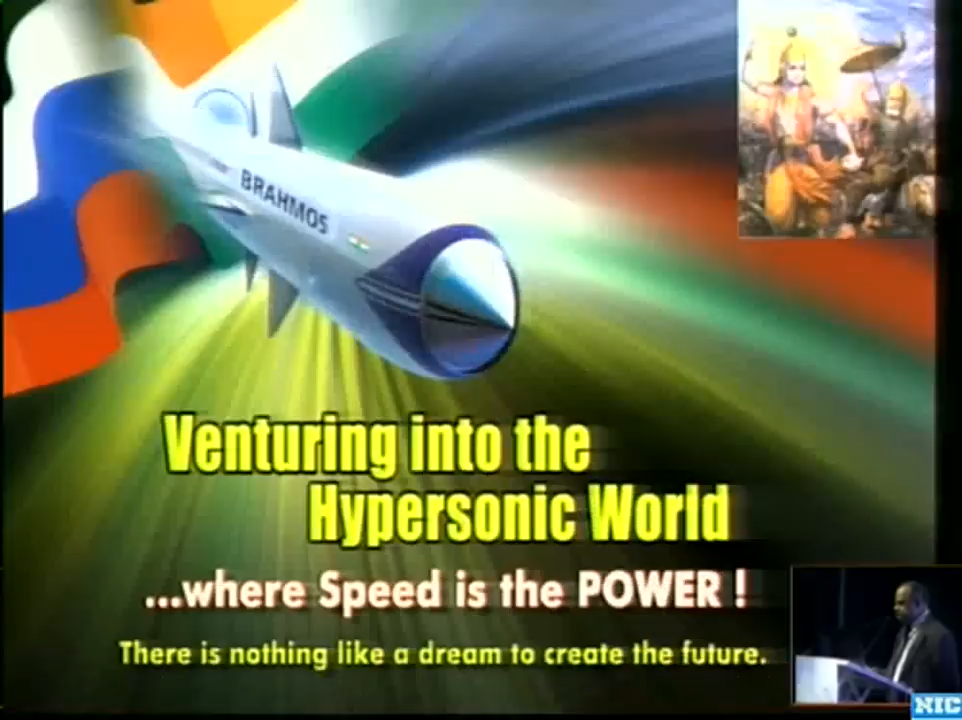 BRAHMOS
Venturing into the
Hypersonic World
...where Speed is the POWER !
There is nothing like a dream to create the future.
NIC